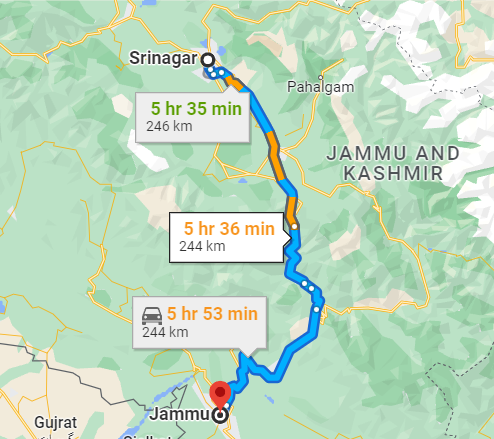 Srinagar
Pahalgam
5 hr 35 min
246 km
JAMMU AND
KASHMIR
5 hr 36 min
244 km
5 hr 53 min
244 km
Jammu
Gujrat